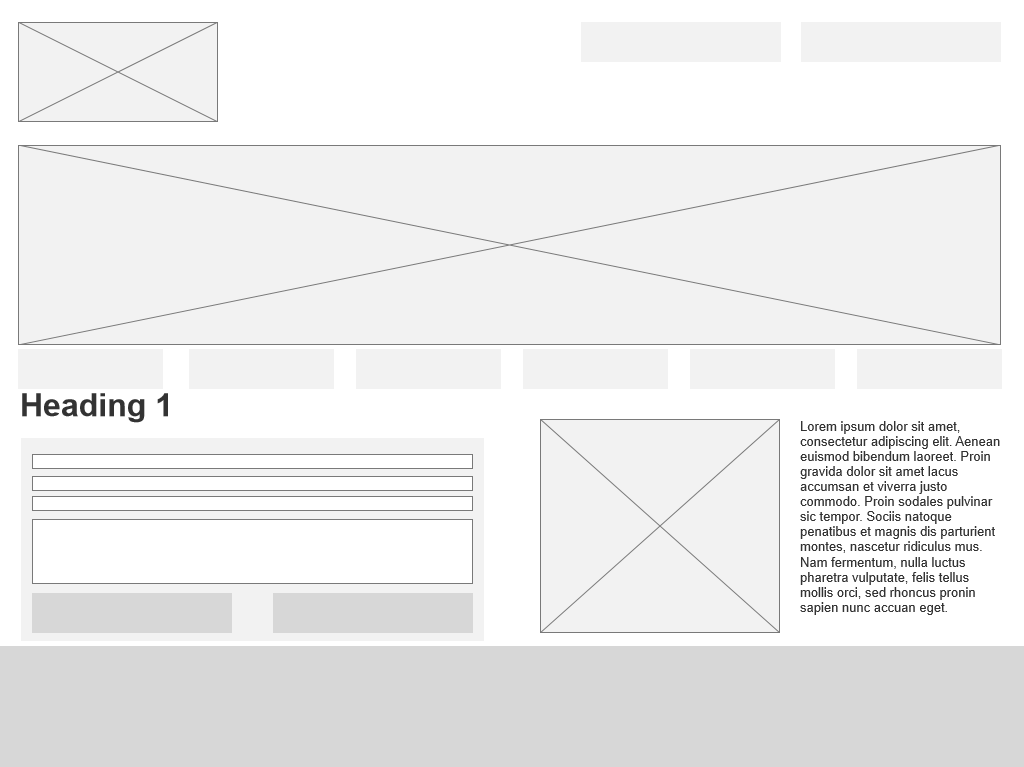 Heading 1
Lorem ipsum dolor sit amet,
consectetur adipiscing elit. Aenean
euismod bibendum laoreet. Proin
gravida dolor sit amet lacus
accumsan et viverra justo
commodo. Proin sodales pulvinar
sic tempor. Sociis natoque
penatibus et magnis dis parturient
montes, nascetur ridiculus mus.
Nam fermentum, nulla luctus
pharetra vulputate, felis tellus
mollis orci, sed rhoncus pronin
sapien nunc accuan eget.